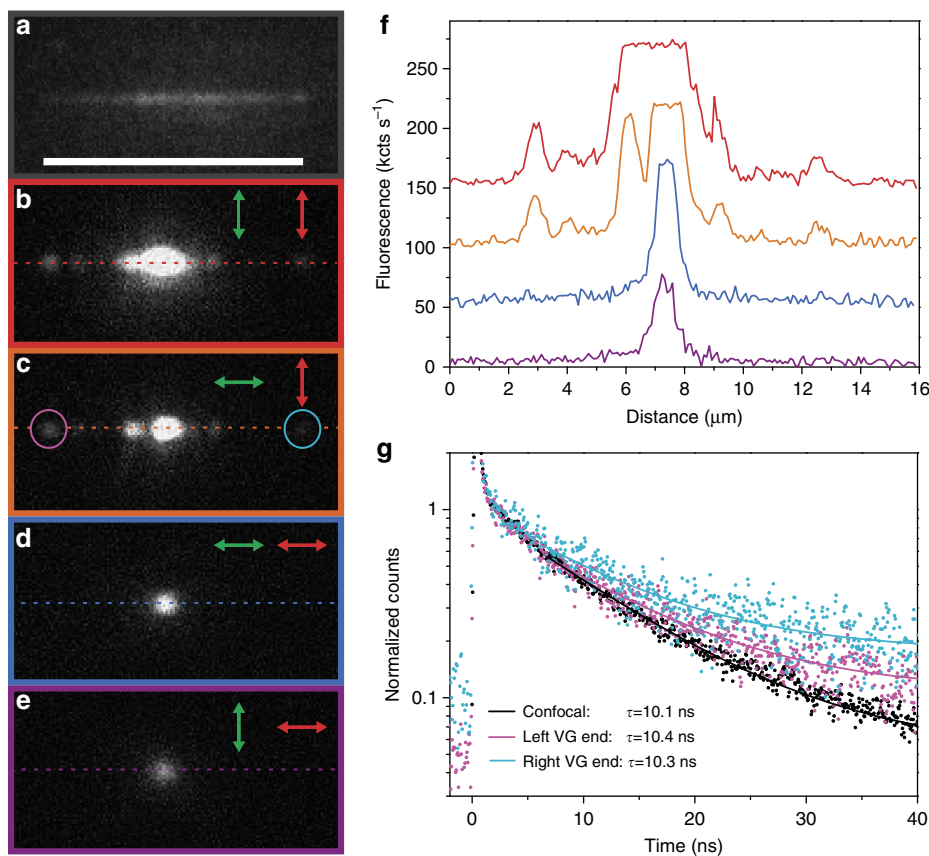 a
b
c
d
e
f
Fluorescence (kcts s⁻¹)
250
200
150
100
50
0
0 2 4 6 8 10 12 14 16
Distance (μm)
g
Normalized counts
1
0.1
Confocal: τ=10.1 ns
Left VG end: τ=10.4 ns
Right VG end: τ=10.3 ns
0 10 20 30 40
Time (ns)